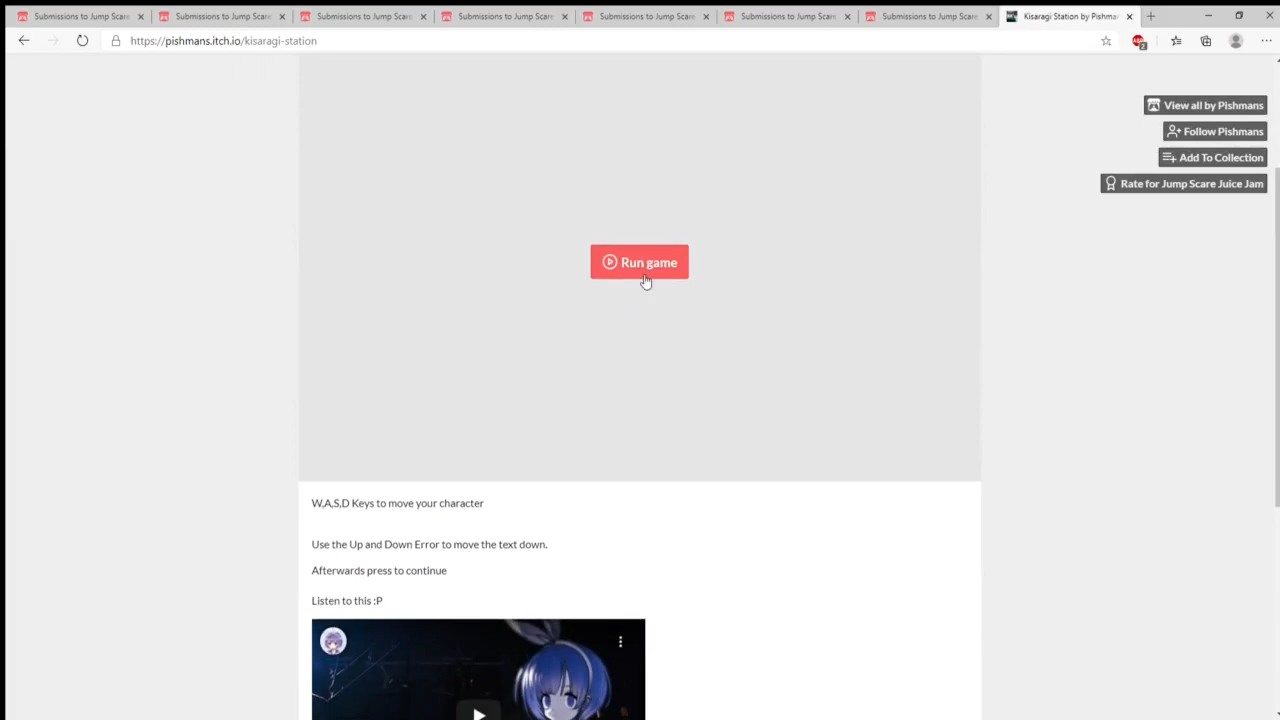 Submissions to Jump Scare
Submissions to Jump Scare
Submissions to Jump Scare
Submissions to Jump Scare
Submissions to Jump Scare
Submissions to Jump Scare
Submissions to Jump Scare
Kisaragi Station by Pishma
https://pishmans.itch.io/kisaragi-station
2
View all by Pishmans
Follow Pishmans
Add To Collection
Rate for Jump Scare Juice Jam
Run game
W,A,S,D Keys to move your character
Use the Up and Down Error to move the text down.
Afterwards press to continue
Listen to this :P